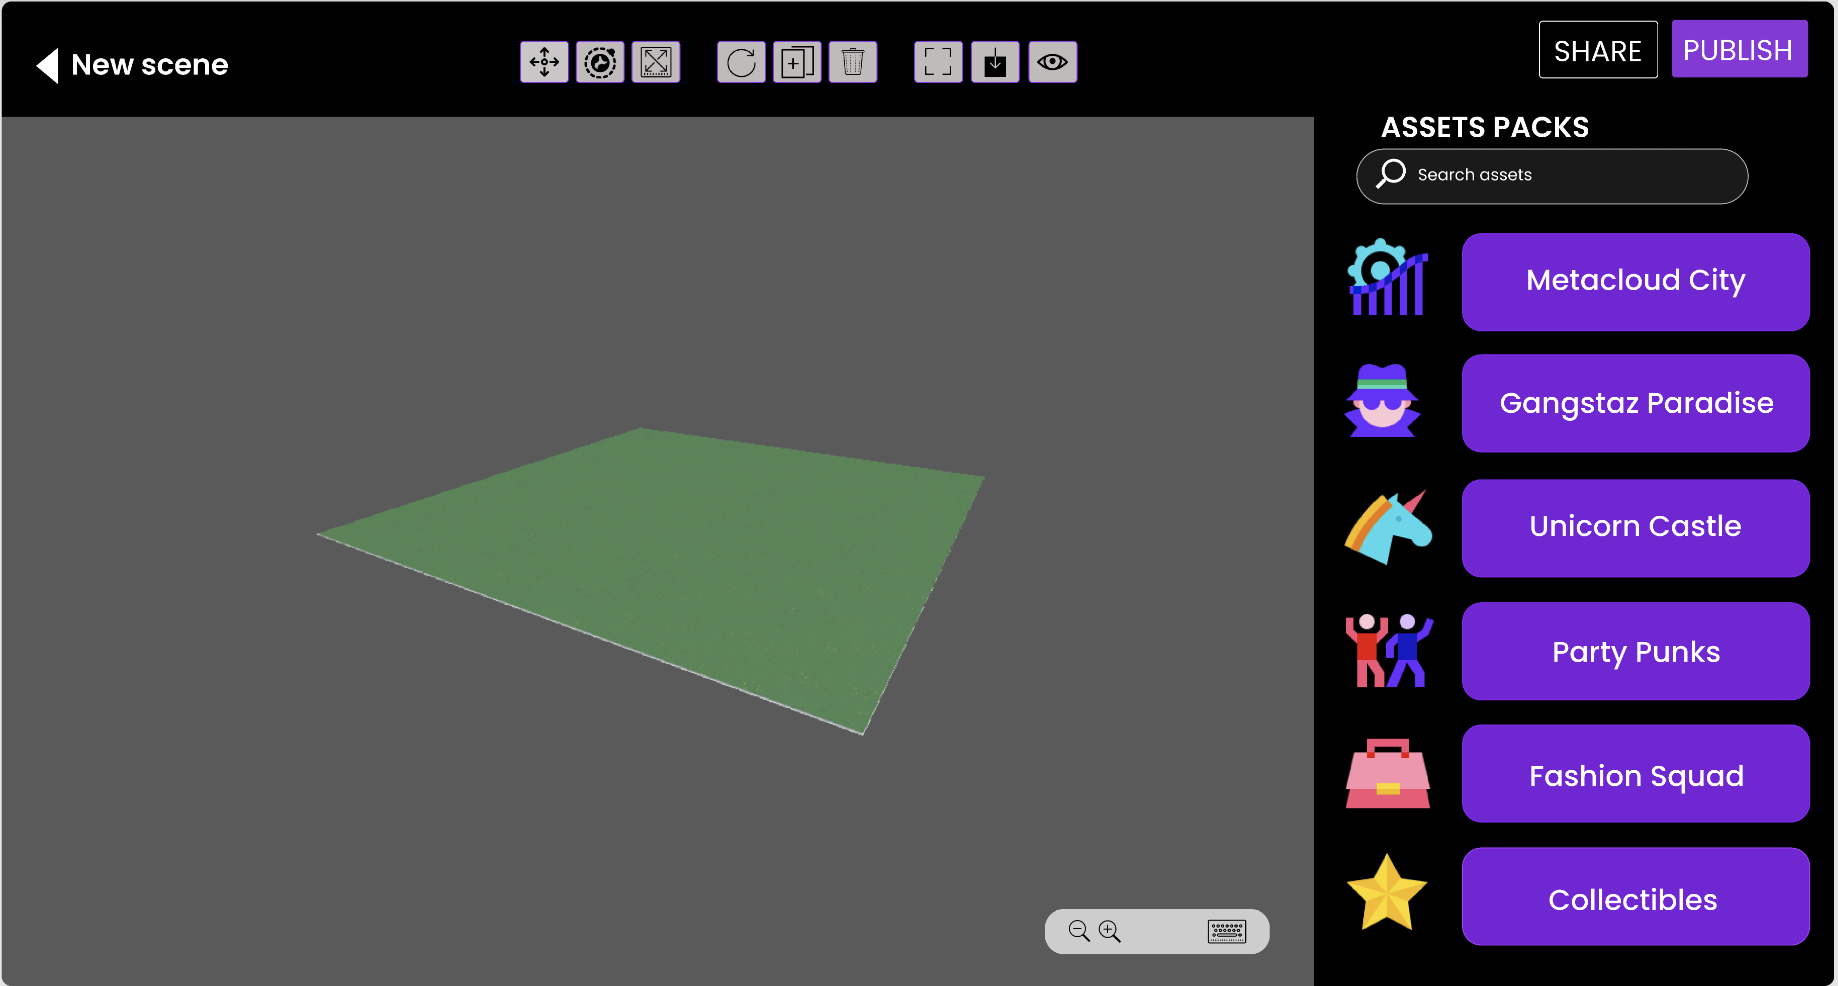 New scene
SHARE
PUBLISH
ASSETS PACKS
Search assets
Metacloud City
Gangstaz Paradise
Unicorn Castle
Party Punks
Fashion Squad
Collectibles